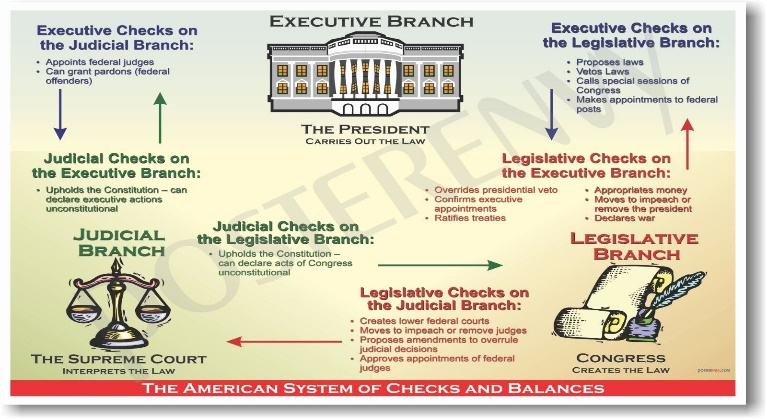 EXECUTIVE BRANCH
THE PRESIDENT
CARRIES OUT THE LAW
Executive Checks on
the Judicial Branch:
• Appoints federal judges
• Can grant pardons (federal
offenders)
Executive Checks on
the Legislative Branch:
• Proposes laws
• Vetos Laws
• Calls special sessions of
Congress
• Makes appointments to federal
posts
Judicial Checks on
the Executive Branch:
• Upholds the Constitution – can
declare executive actions
unconstitutional
Legislative Checks on
the Executive Branch:
• Overrides presidential veto
• Confirms executive
appointments
• Ratifies treaties
• Appropriates money
• Moves to impeach or
remove the president
• Declares war
JUDICIAL
BRANCH
THE SUPREME COURT
INTERPRETS THE LAW
Judicial Checks on
the Legislative Branch:
• Upholds the Constitution –
can declare acts of Congress
unconstitutional
LEGISLATIVE
BRANCH
CONGRESS
CREATES THE LAW
Legislative Checks on
the Judicial Branch:
• Creates lower federal courts
• Moves to impeach or remove judges
• Proposes amendments to overrule
judicial decisions
• Approves appointments of federal
judges
THE AMERICAN SYSTEM OF CHECKS AND BALANCES
POSTERENVY